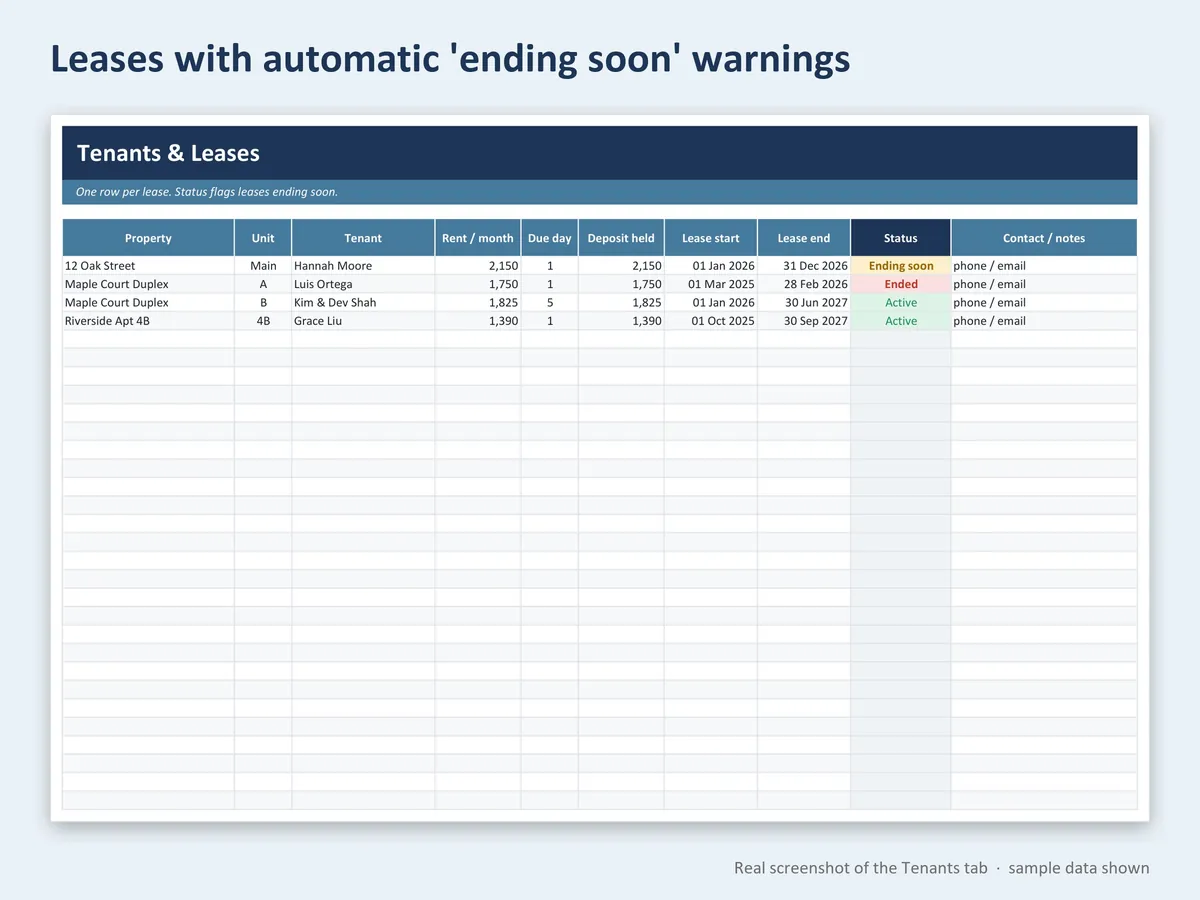 Leases with automatic 'ending soon' warnings
Tenants & Leases
One row per lease. Status flags leases ending soon.
Property Unit Tenant Rent / month Due day Deposit held Lease start Lease end Status Contact / notes
12 Oak Street Main Hannah Moore 2,150 1 2,150 01 Jan 2026 31 Dec 2026 Ending soon phone / email
Maple Court Duplex A Luis Ortega 1,750 1 1,750 01 Mar 2025 28 Feb 2026 Ended phone / email
Maple Court Duplex B Kim & Dev Shah 1,825 5 1,825 01 Jan 2026 30 Jun 2027 Active phone / email
Riverside Apt 4B 4B Grace Liu 1,390 1 1,390 01 Oct 2025 30 Sep 2027 Active phone / email
Real screenshot of the Tenants tab · sample data shown